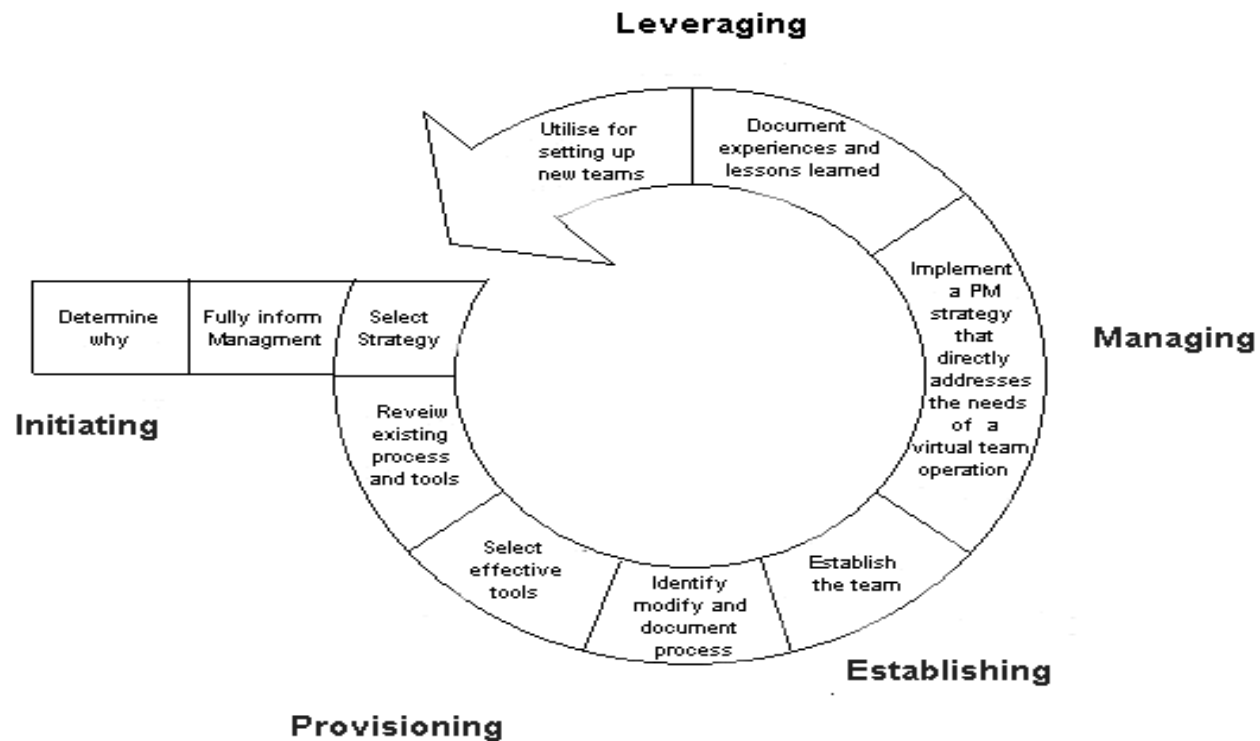 Leveraging
Utilise for
setting up
new teams
Document
experiences and
lessons learned
Implement
a PM
strategy
that
directly
addresses
the needs
of a
virtual team
operation
Managing
Determine
why
Fully inform
Managment
Select
Strategy
Initiating
Reveiw
existing
process
and tools
Select
effective
tools
Identify
modify and
document
process
Establish
the team
Establishing
Provisioning